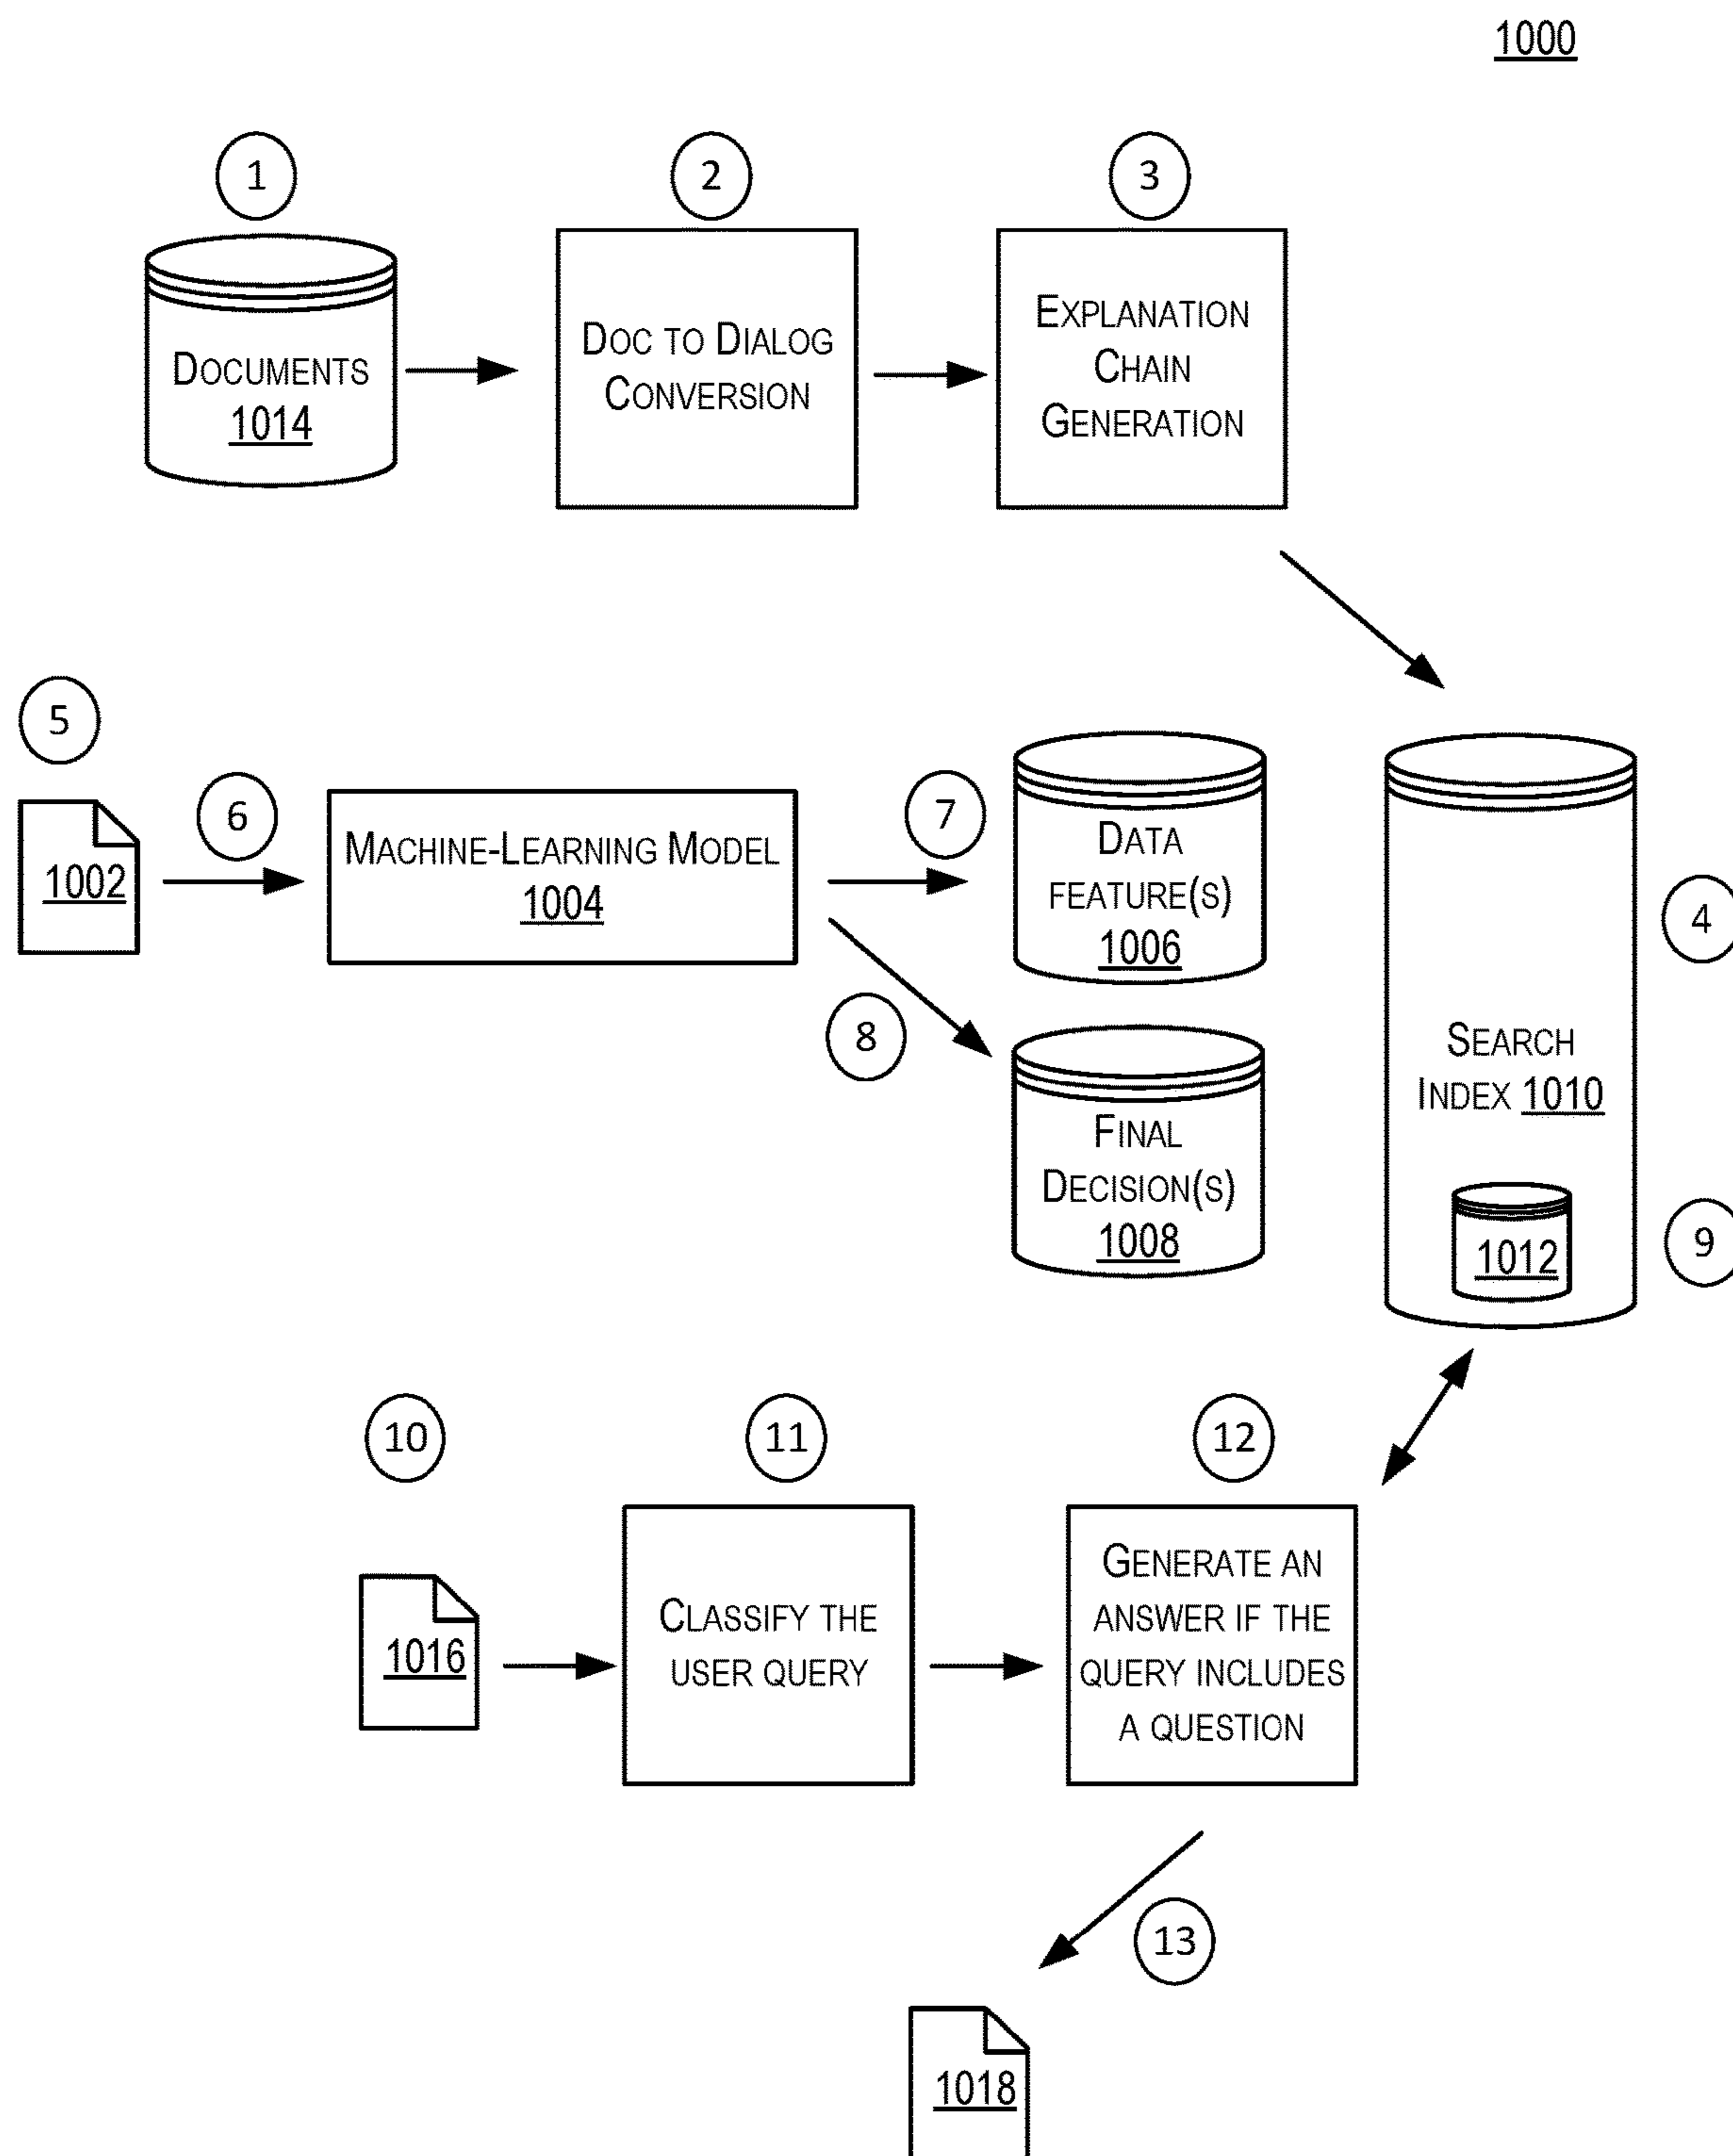 1000
1
2
3
DOCUMENTS
1014
DOC TO DIALOG
CONVERSION
EXPLANATION
CHAIN
GENERATION
5
6
1002
MACHINE-LEARNING MODEL
1004
7
DATA
FEATURE(S)
1006
8
FINAL
DECISION(S)
1008
4
SEARCH
INDEX 1010
1012
9
10
11
12
1016
CLASSIFY THE
USER QUERY
GENERATE AN
ANSWER IF THE
QUERY INCLUDES
A QUESTION
13
1018